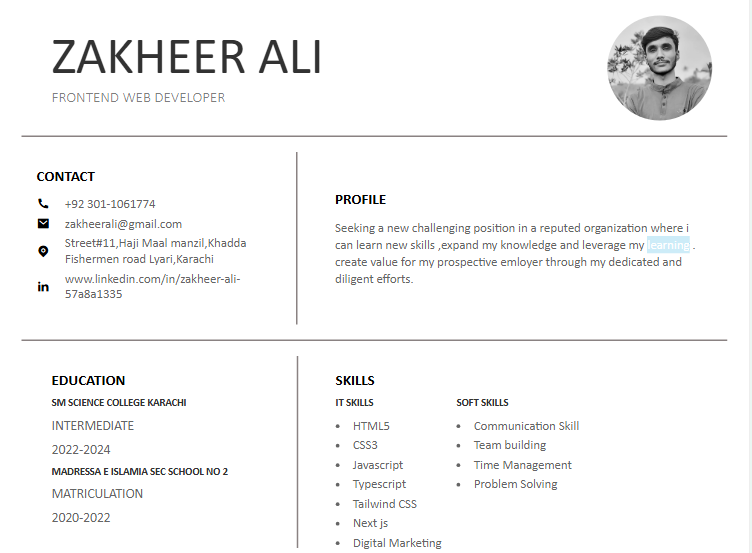 ZAKHEER ALI
FRONTEND WEB DEVELOPER
CONTACT
+92 301-1061774
zakheerali@gmail.com
Street#11,Haji Maal manzil,Khadda
Fishermen road Lyari,Karachi
www.linkedin.com/in/zakheer-ali-
57a8a1335
PROFILE
Seeking a new challenging position in a reputed organization where i
can learn new skills ,expand my knowledge and leverage my learning .
create value for my prospective emloyer through my dedicated and
diligent efforts.
EDUCATION
SM SCIENCE COLLEGE KARACHI
INTERMEDIATE
2022-2024
MADRESSA E ISLAMIA SEC SCHOOL NO 2
MATRICULATION
2020-2022
SKILLS
IT SKILLS
• HTML5
• CSS3
• Javascript
• Typescript
• Tailwind CSS
• Next js
• Digital Marketing
SOFT SKILLS
• Communication Skill
• Team building
• Time Management
• Problem Solving